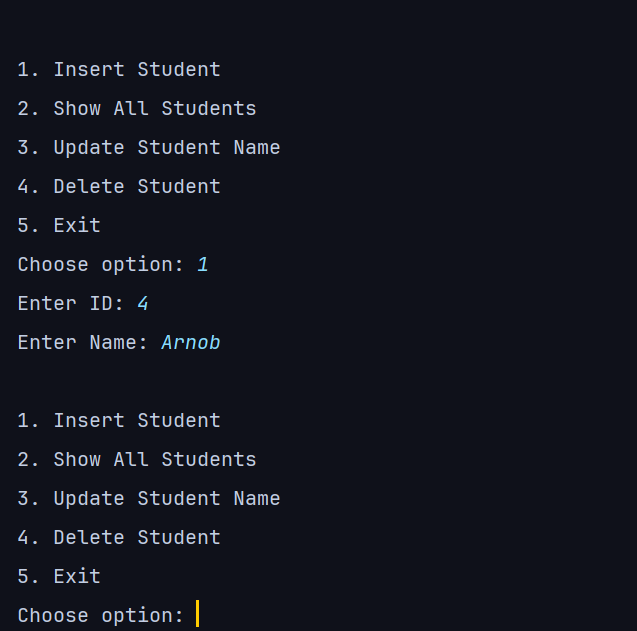 1. Insert Student
2. Show All Students
3. Update Student Name
4. Delete Student
5. Exit
Choose option: 1
Enter ID: 4
Enter Name: Arnob
1. Insert Student
2. Show All Students
3. Update Student Name
4. Delete Student
5. Exit
Choose option: